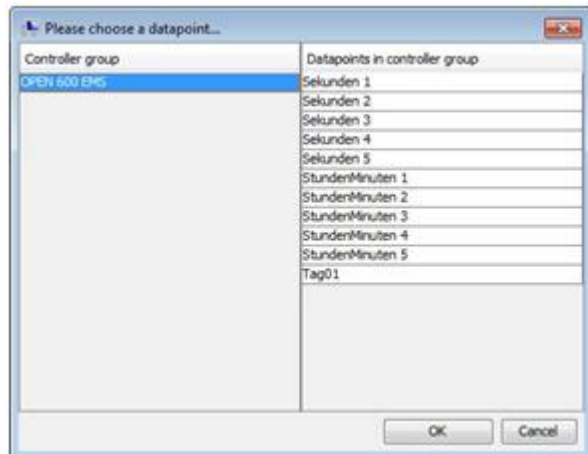 Please choose a datapoint...
Controller group
Datapoints in controller group
OPEN 600 EMS
Sekunden 1
Sekunden 2
Sekunden 3
Sekunden 4
Sekunden 5
StundenMinuten 1
StundenMinuten 2
StundenMinuten 3
StundenMinuten 4
StundenMinuten 5
Tag01
OK
Cancel